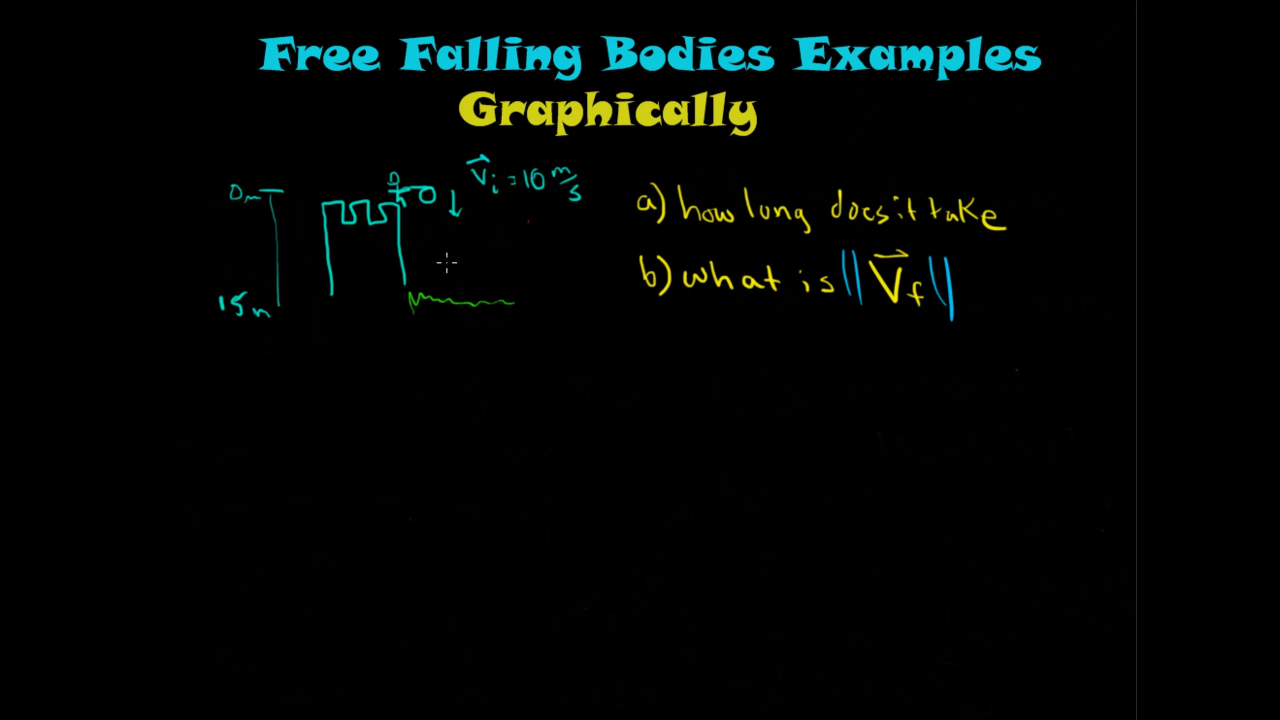 Free Falling Bodies Examples
Graphically
0m
V⃗i = 10 m/s
15m
a) how long does it take
b) what is ||V⃗f||